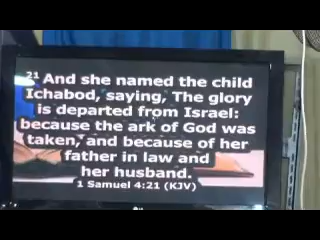 21 And she named the child
Ichabod, saying, The glory
is departed from Israel:
because the ark of God was
taken, and because of her
father in law and
her husband.
1 Samuel 4:21 (KJV)
LG